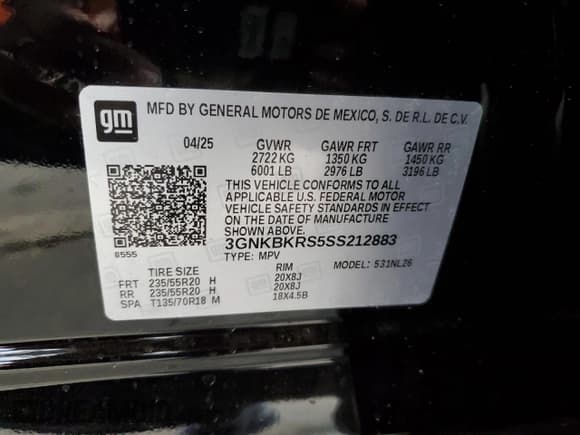 gm
MFD BY GENERAL MOTORS DE MEXICO, S. DE R.L. DE C.V.
04/25 GVWR GAWR FRT GAWR RR
2722 KG 1350 KG 1450 KG
6001 LB 2976 LB 3196 LB
THIS VEHICLE CONFORMS TO ALL
APPLICABLE U.S. FEDERAL MOTOR
VEHICLE SAFETY STANDARDS IN EFFECT
ON THE DATE OF MANUFACTURE
SHOWN ABOVE.
3GNKBKRS5SS212883
8555 TYPE: MPV MODEL: 531NL26
TIRE SIZE RIM
FRT 235/55R20 H 20X8J
RR 235/55R20 H 20X8J
SPA T135/70R18 M 18X4.5B